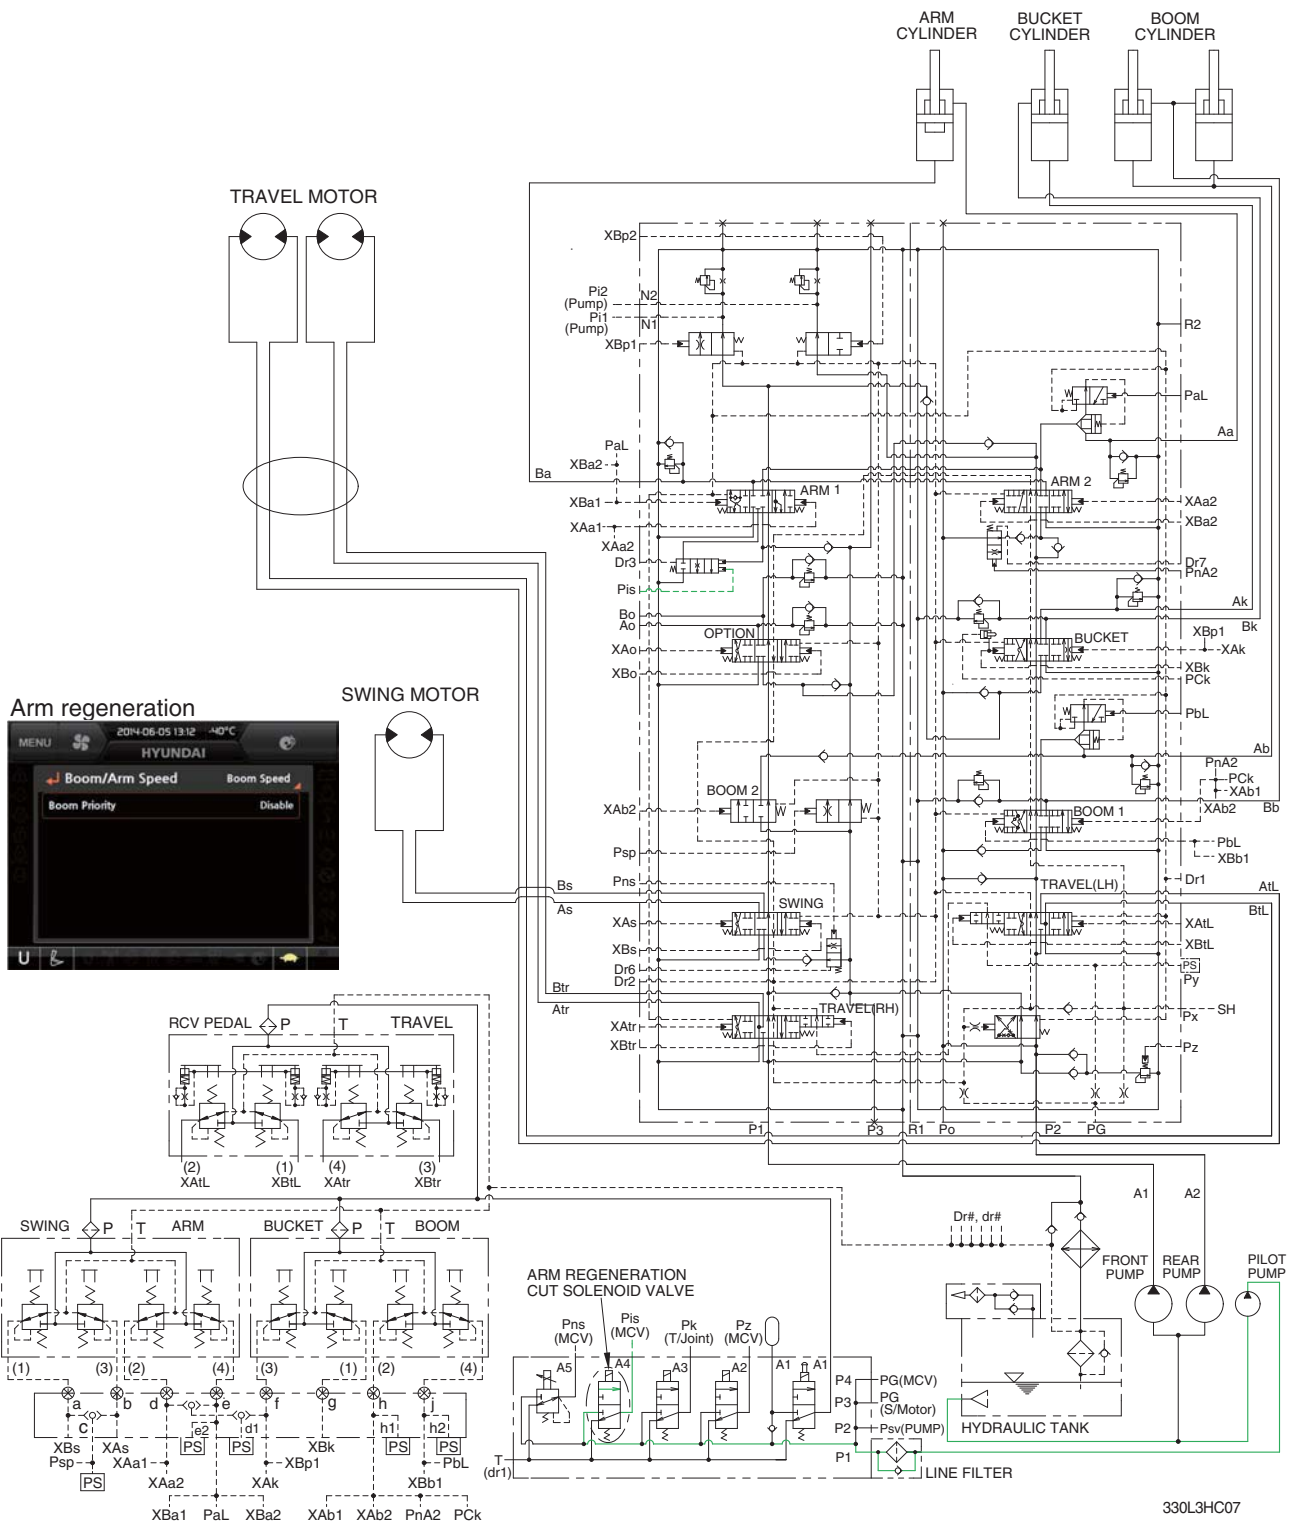 ARM
CYLINDER
BUCKET
CYLINDER
BOOM
CYLINDER
TRAVEL MOTOR
XBp2
Pi2
(Pump)
N2
Pi1
(Pump)
N1
XBp1
R2
PaL
Aa
PaL
XBa2
Ba
XBa1
ARM 1
ARM 2
XAa2
XBa2
XAa1
XAa2
Dr3
Dr7
PnA2
Pis
Bo
Ao
Ak
Bk
OPTION
BUCKET
XBp1
XAk
XAo
XBo
XBk
PCk
PbL
SWING MOTOR
Arm regeneration
MENU
2014-06-05 13:12
-40°C
HYUNDAI
Boom/Arm Speed
Boom Speed
Boom Priority
Disable
U
Ab
PnA2
PCk
XAb1
XAb2
Bb
BOOM 2
XAb2
BOOM 1
PbL
XBb1
Psp
Pns
Dr1
Bs
As
SWING
TRAVEL(LH)
AtL
BtL
XAs
XBs
XAtL
XBtL
Dr6
Dr2
PS
Py
Btr
Atr
TRAVEL(RH)
SH
Px
XAtr
XBtr
Pz
P1
P3
R1
Po
P2
PG
RCV PEDAL
P
T
TRAVEL
(2)
XAtL
(1)
XBtL
(4)
XAtr
(3)
XBtr
A1
A2
SWING
P
T
ARM
BUCKET
P
T
BOOM
Dr#, dr#
FRONT
PUMP
REAR
PUMP
PILOT
PUMP
HYDRAULIC TANK
(1)
(3)
(2)
(4)
(3)
(1)
(2)
(4)
a
b
d
e
f
g
h
j
c
e2
d1
h1
h2
PS
PS
PS
PS
PS
XBs
Psp
XAs
XAa1
XAa2
XBp1
XAk
XBk
PbL
XBb1
XBa1
PaL
XBa2
XAb1
XAb2
PnA2
PCk
ARM REGENERATION
CUT SOLENOID VALVE
Pns
(MCV)
Pis
(MCV)
Pk
(T/Joint)
Pz
(MCV)
A5
A4
A3
A2
A1
A1
P4
PG(MCV)
P3
PG
(S/Motor)
P2
Psv(PUMP)
P1
T
(dr1)
LINE FILTER
330L3HC07